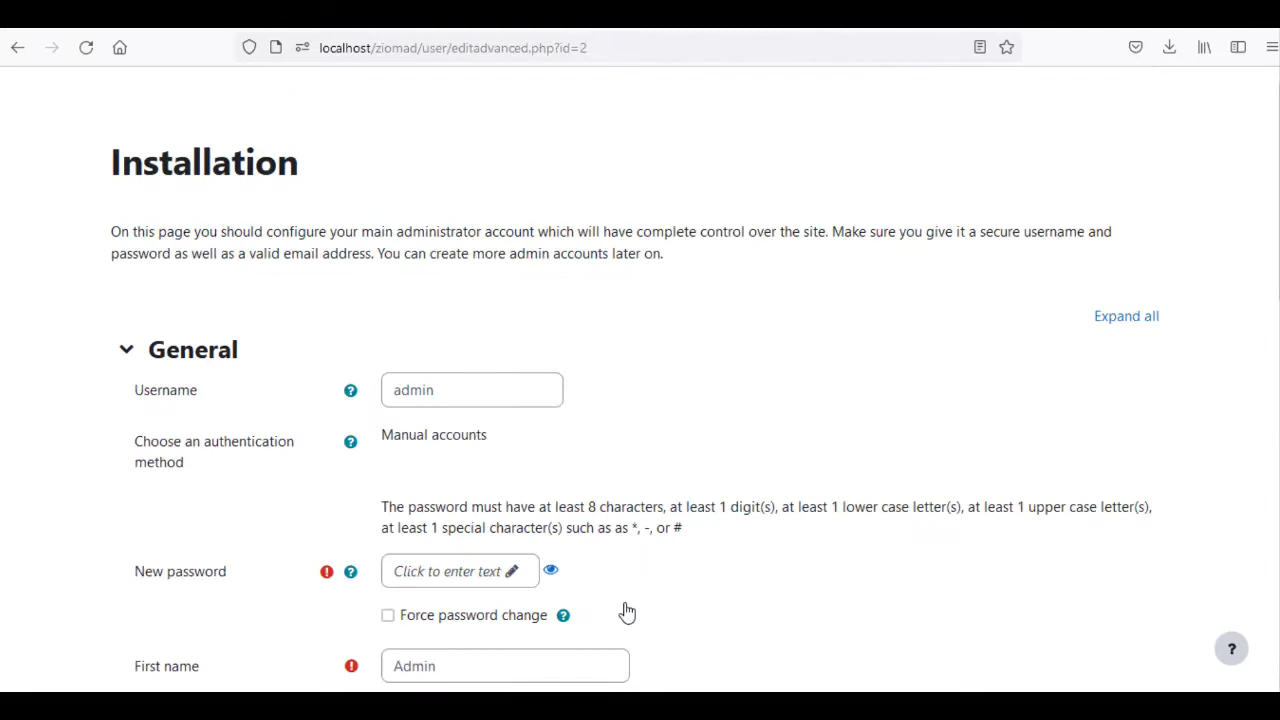 localhost/ziomad/user/editadvanced.php?id=2
Installation
On this page you should configure your main administrator account which will have complete control over the site. Make sure you give it a secure username and
password as well as a valid email address. You can create more admin accounts later on.
Expand all
General
Username
admin
Choose an authentication
method
Manual accounts
The password must have at least 8 characters, at least 1 digit(s), at least 1 lower case letter(s), at least 1 upper case letter(s),
at least 1 special character(s) such as as *, -, or #
New password
Click to enter text
Force password change
First name
Admin